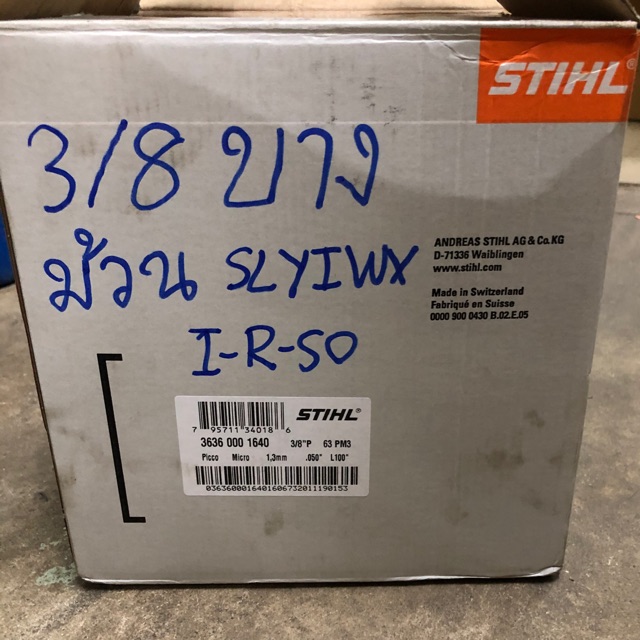 STIHL®
3/8 บาง
ม้วน SLYIWX
I-R-SO
ANDREAS STIHL AG & Co. KG
D-71336 Waiblingen
www.stihl.com
Made in Switzerland
Fabriqué en Suisse
0000 900 0430 B.02.E.05
7 95711 34018 6
STIHL®
3636 000 1640 3/8"P 63 PM3
Picco Micro 1,3mm .050" L100'
0363600016401606732011190153